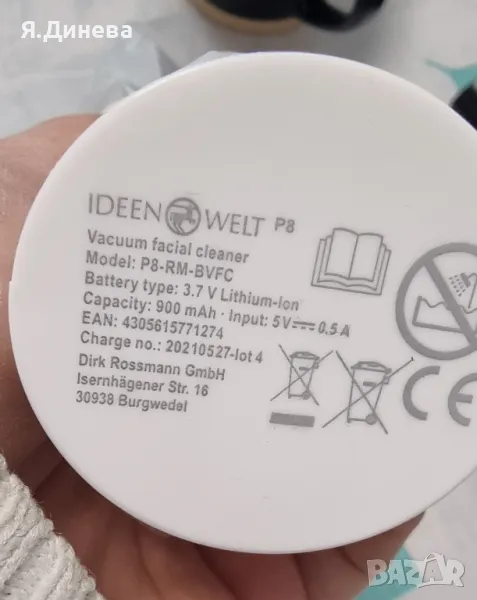 Я.Динева
IDEEN WELT P8
Vacuum facial cleaner
Model: P8-RM-BVFC
Battery type: 3.7 V Lithium-Ion
Capacity: 900 mAh · Input: 5V⎓0.5 A
EAN: 4305615771274
Charge no.: 20210527-lot 4
Dirk Rossmann GmbH
Isernhägener Str. 16
30938 Burgwedel
CE
BAZAR
bg